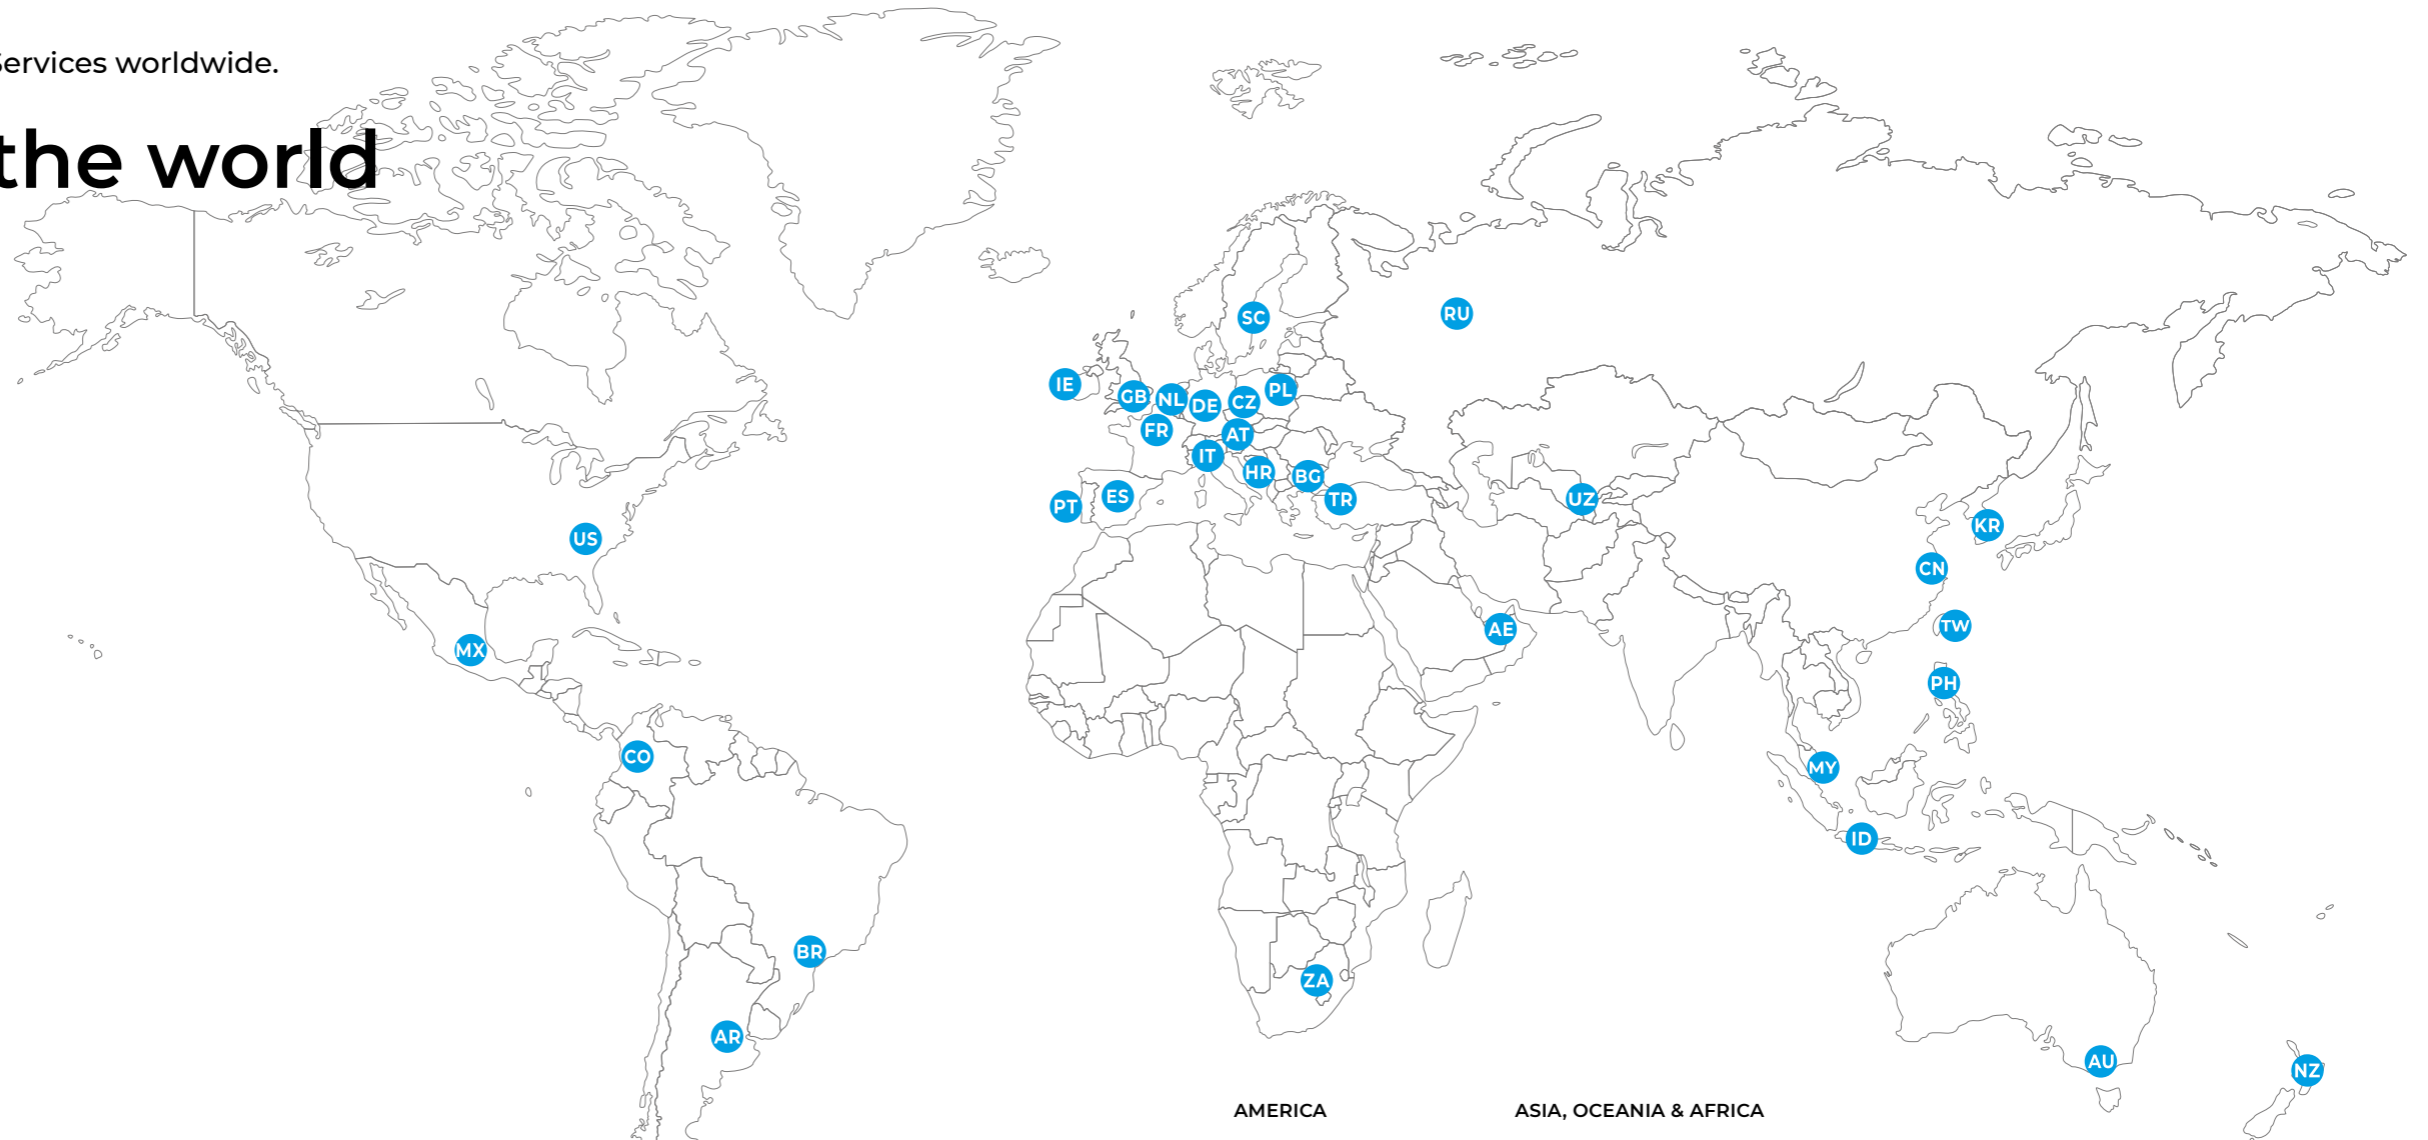 Services worldwide.
the world
SC
RU
IE
GB
NL
DE
CZ
PL
FR
AT
IT
HR
BG
ES
PT
TR
UZ
US
KR
CN
AE
TW
MX
PH
CO
MY
ID
BR
ZA
AR
AU
NZ
AMERICA
ASIA, OCEANIA & AFRICA